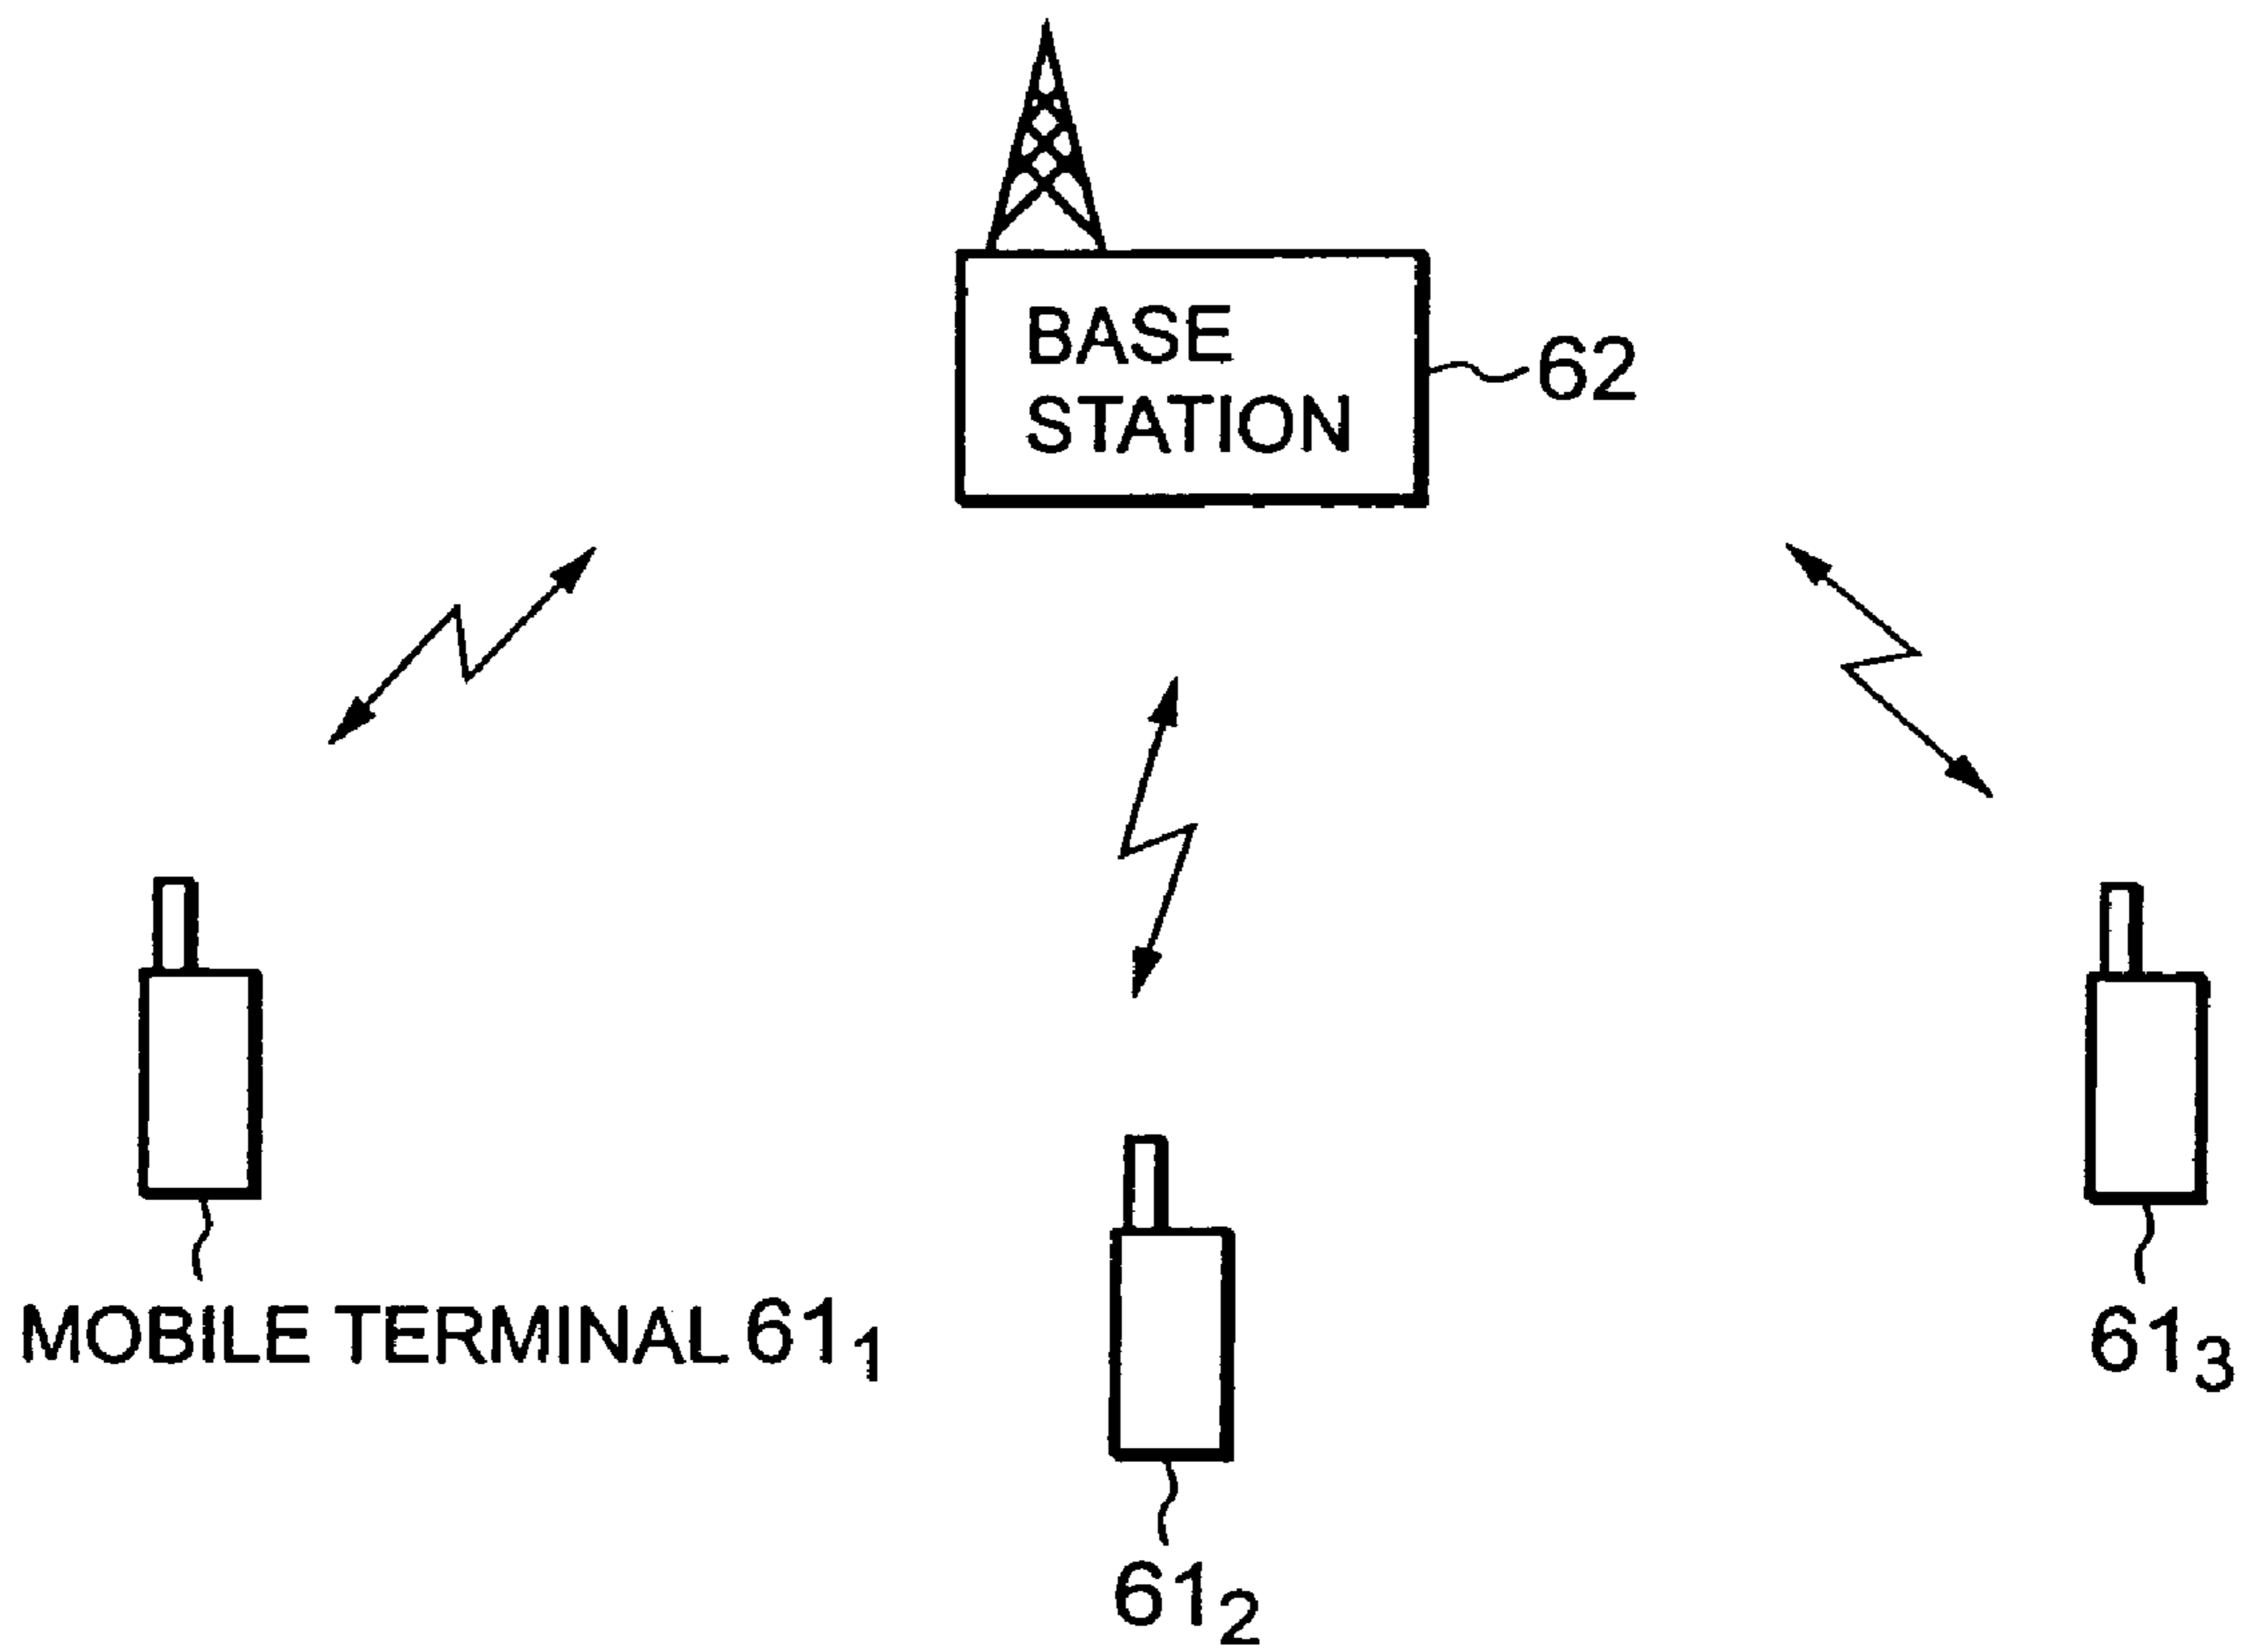 BASE
STATION
62
MOBILE TERMINAL 61₁
61₂
61₃